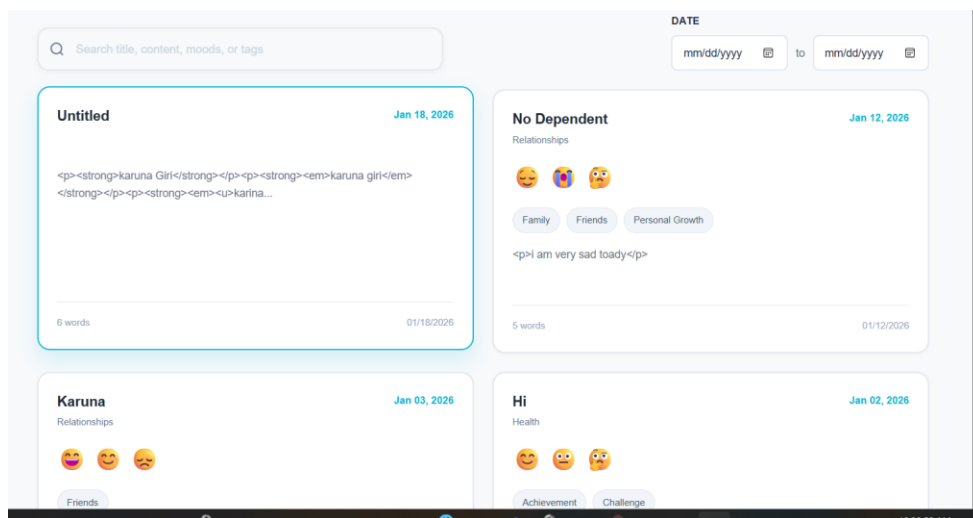 DATE
Search title, content, moods, or tags
mm/dd/yyyy to mm/dd/yyyy
Untitled
Jan 18, 2026
<p><strong>karuna Giri</strong></p><p><strong><em>karuna giri</em>
</strong></p><p><strong><em><u>karina...
6 words
01/18/2026
No Dependent
Jan 12, 2026
Relationships
Family Friends Personal Growth
<p>i am very sad toady</p>
5 words
01/12/2026
Karuna
Jan 03, 2026
Relationships
Friends
Hi
Jan 02, 2026
Health
Achievement Challenge